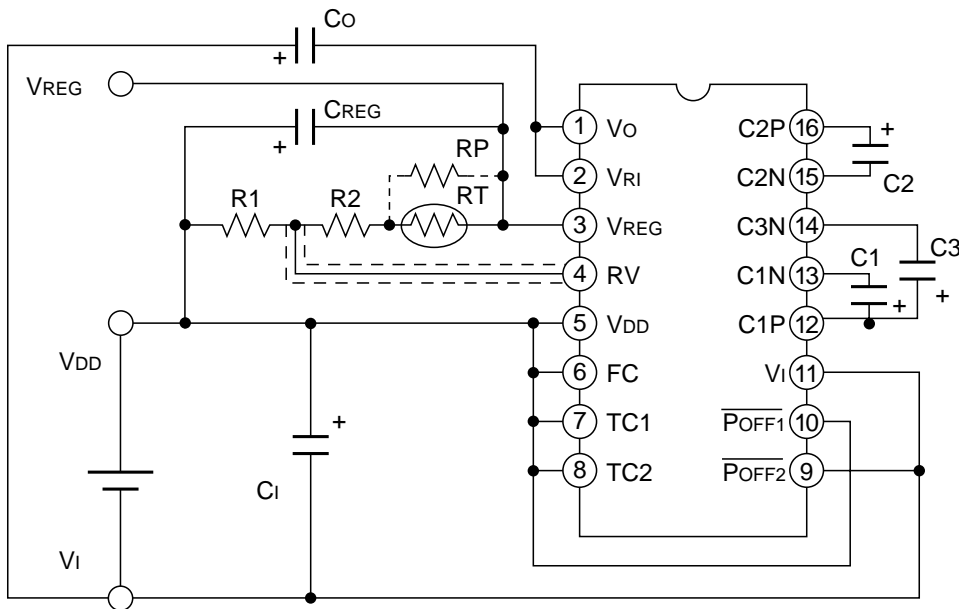 CO
+
VREG
CREG
+
RP
R1
R2
RT
1 VO
2 VRI
3 VREG
4 RV
5 VDD
6 FC
7 TC1
8 TC2
C2P 16
C2N 15
C3N 14
C1N 13
C1P 12
VI 11
POFF1 10
POFF2 9
+
C2
C1
+
C3
+
VDD
+
CI
VI